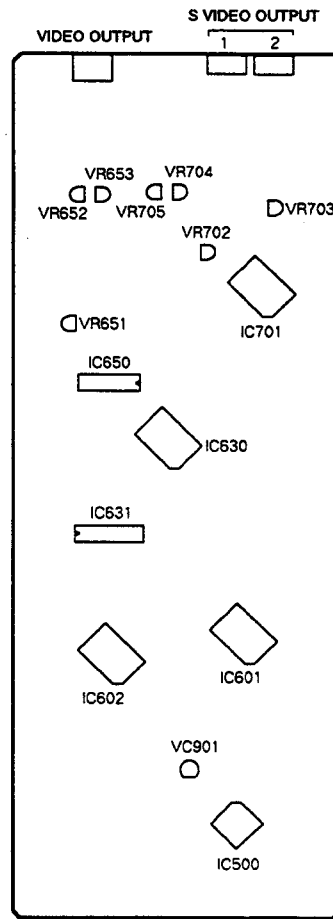 S VIDEO OUTPUT
VIDEO OUTPUT
1 2
VR653 VR704
VR652 VR705 VR703
VR702
VR651
IC701
IC650
IC630
IC631
IC601
IC602
VC901
IC500